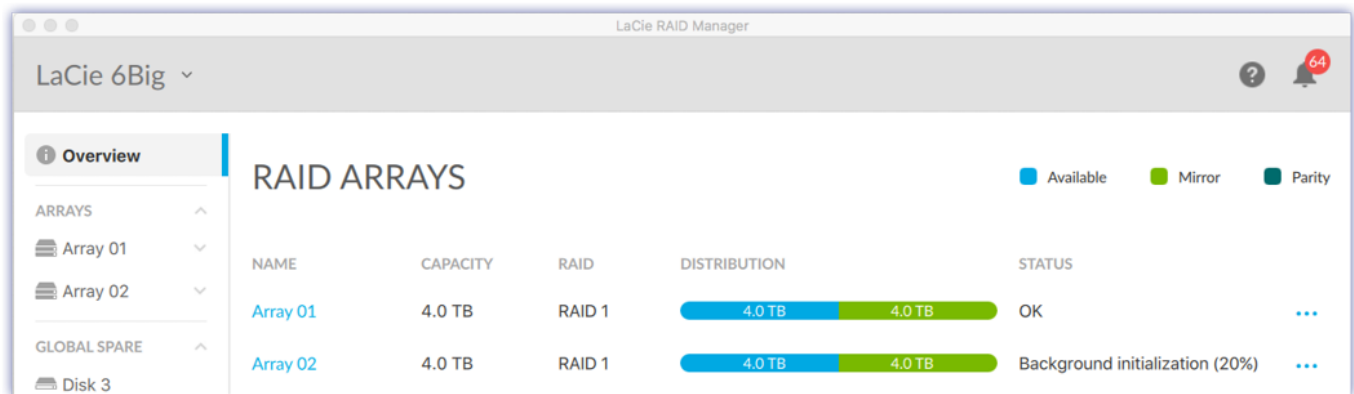 LaCie RAID Manager
LaCie 6Big
64
Overview
ARRAYS
Array 01
Array 02
GLOBAL SPARE
Disk 3
RAID ARRAYS
Available Mirror Parity
NAME CAPACITY RAID DISTRIBUTION STATUS
Array 01 4.0 TB RAID 1 4.0 TB 4.0 TB OK
Array 02 4.0 TB RAID 1 4.0 TB 4.0 TB Background initialization (20%)